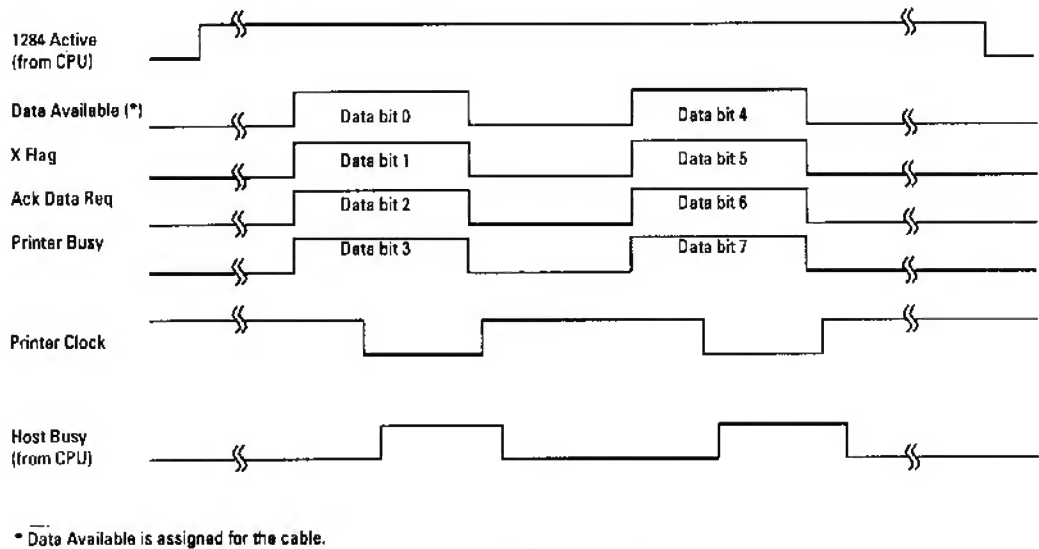 1284 Active
(from CPU)
Data Available (*)
Data bit 0
Data bit 4
X Flag
Data bit 1
Data bit 5
Ack Data Req
Data bit 2
Data bit 6
Printer Busy
Data bit 3
Data bit 7
Printer Clock
Host Busy
(from CPU)
* Data Available is assigned for the cable.